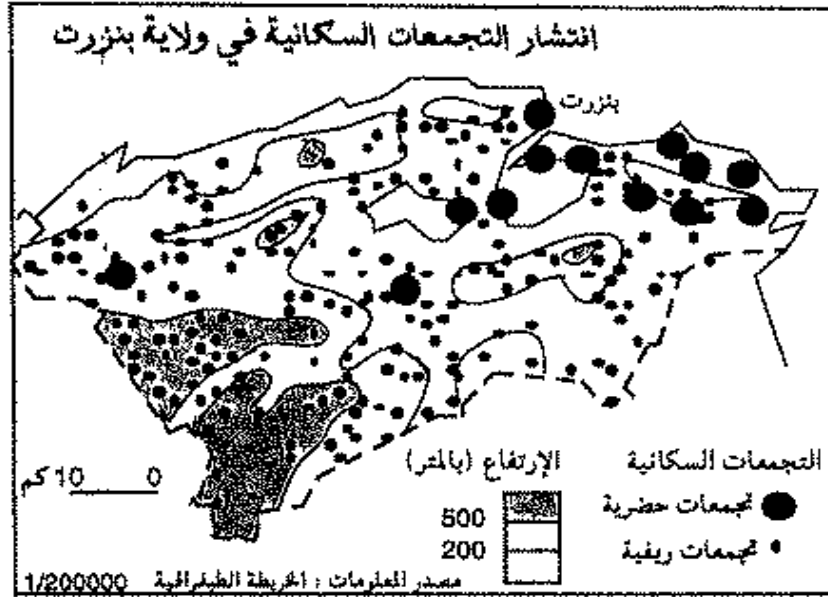 انتشار التجمعات السكانية في ولاية بنزرت
بنزرت
التجمعات السكانية
تجمعات حضرية
تجمعات ريفية
الإرتفاع (بالمتر)
500
200
0 10 كم
مصدر المعلومات : الخريطة الطبغرافية 1/200000